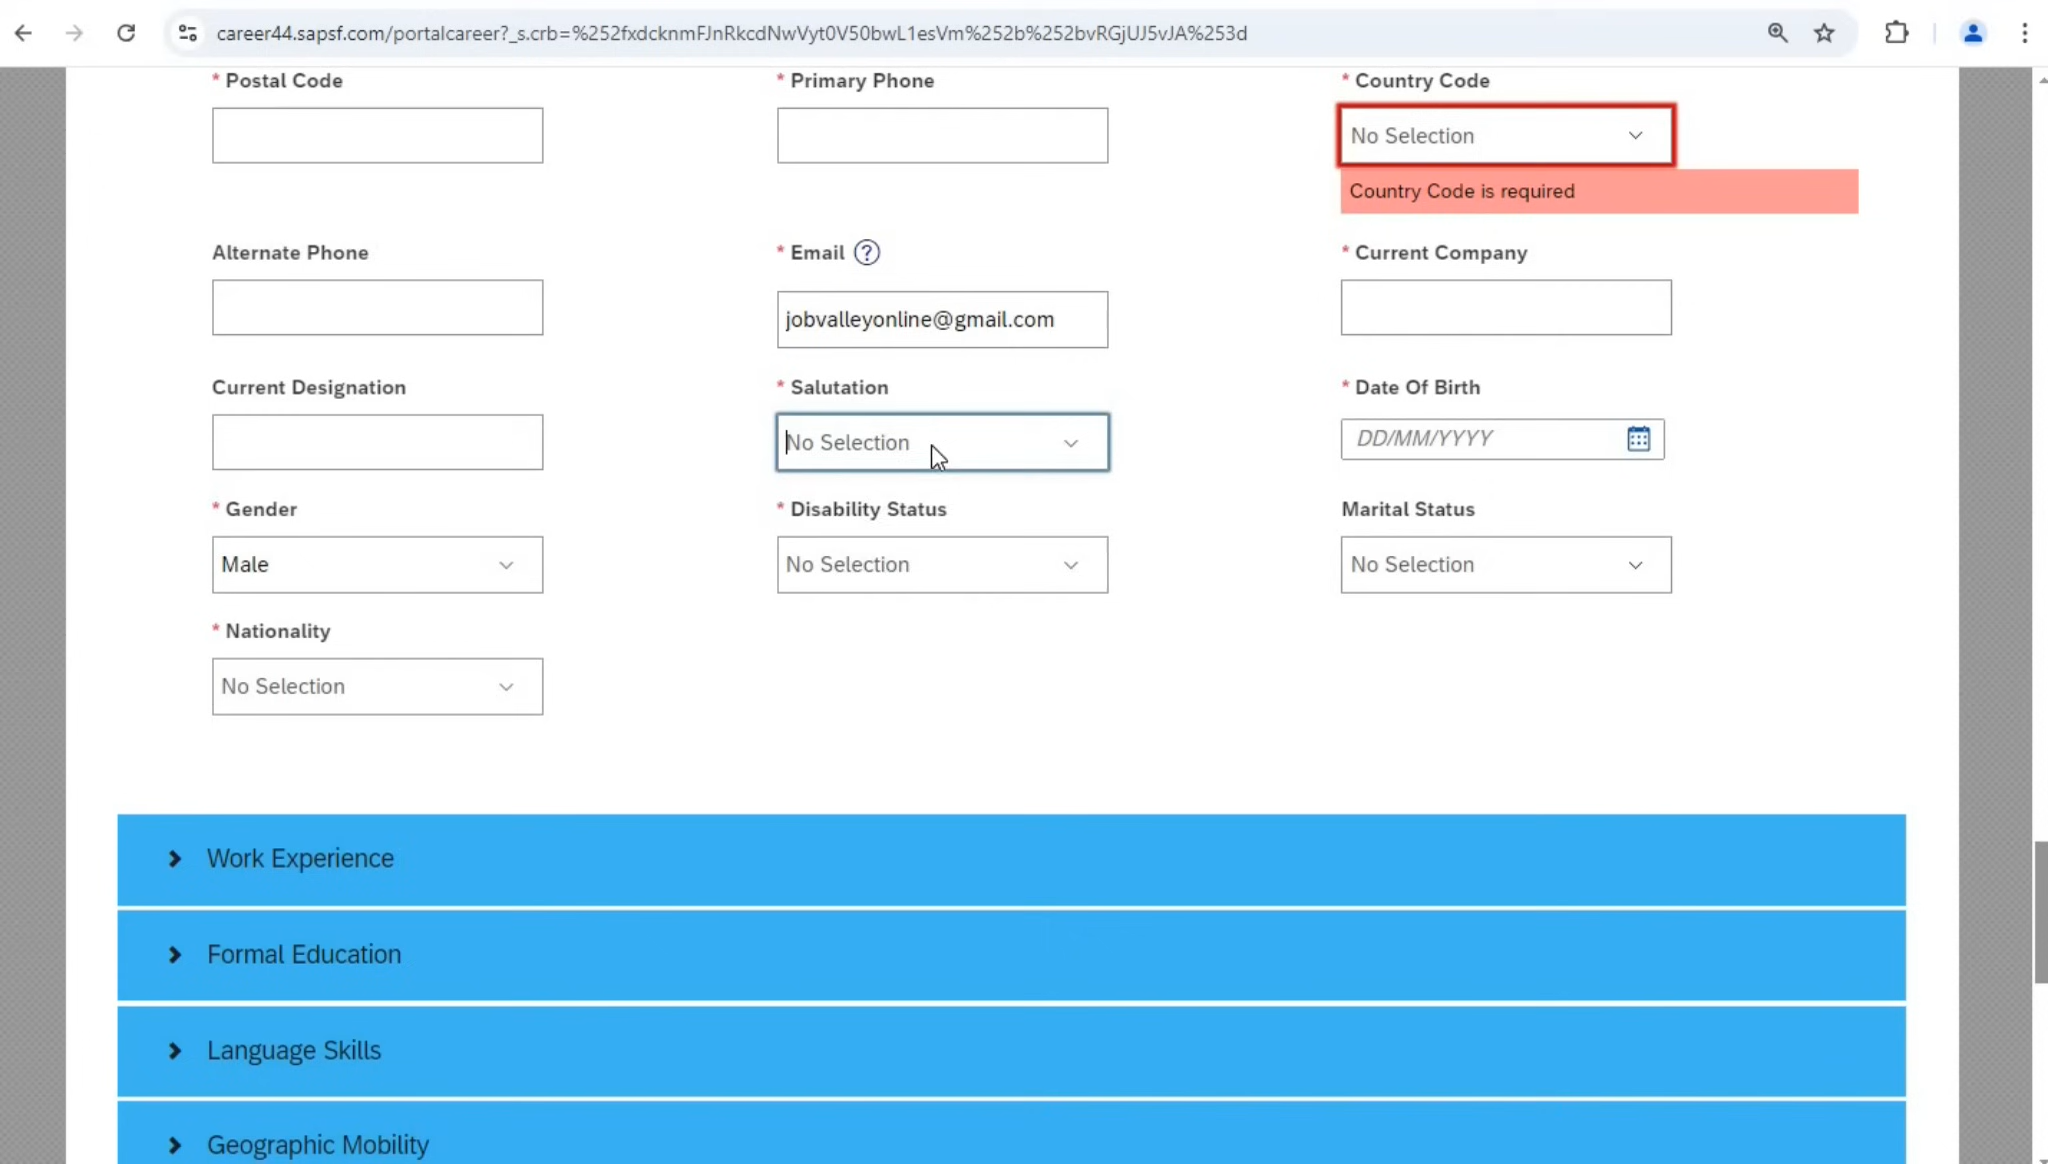 career44.sapsf.com/portalcareer?_s.crb=%252fxdcknmFJnRkcdNwVyt0V50bwL1esVm%252b%252bvRGjUJ5vJA%253d
* Postal Code
* Primary Phone
* Country Code
No Selection
Country Code is required
Alternate Phone
* Email ?
* Current Company
jobvalleyonline@gmail.com
Current Designation
* Salutation
* Date Of Birth
No Selection
DD/MM/YYYY
* Gender
* Disability Status
Marital Status
Male
No Selection
No Selection
* Nationality
No Selection
Work Experience
Formal Education
Language Skills
Geographic Mobility